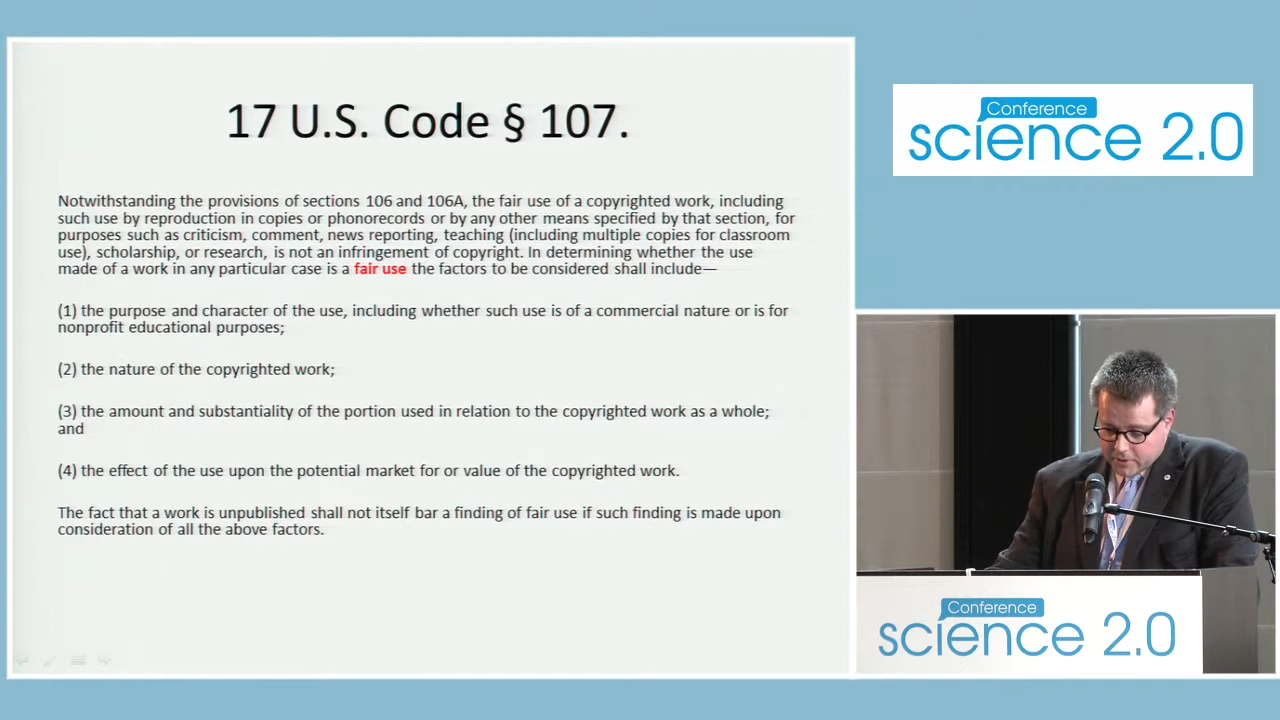 17 U.S. Code § 107.
Notwithstanding the provisions of sections 106 and 106A, the fair use of a copyrighted work, including
such use by reproduction in copies or phonorecords or by any other means specified by that section, for
purposes such as criticism, comment, news reporting, teaching (including multiple copies for classroom
use), scholarship, or research, is not an infringement of copyright. In determining whether the use
made of a work in any particular case is a fair use the factors to be considered shall include—
(1) the purpose and character of the use, including whether such use is of a commercial nature or is for
nonprofit educational purposes;
(2) the nature of the copyrighted work;
(3) the amount and substantiality of the portion used in relation to the copyrighted work as a whole;
and
(4) the effect of the use upon the potential market for or value of the copyrighted work.
The fact that a work is unpublished shall not itself bar a finding of fair use if such finding is made upon
consideration of all the above factors.
Conference
science 2.0
Conference
science 2.0